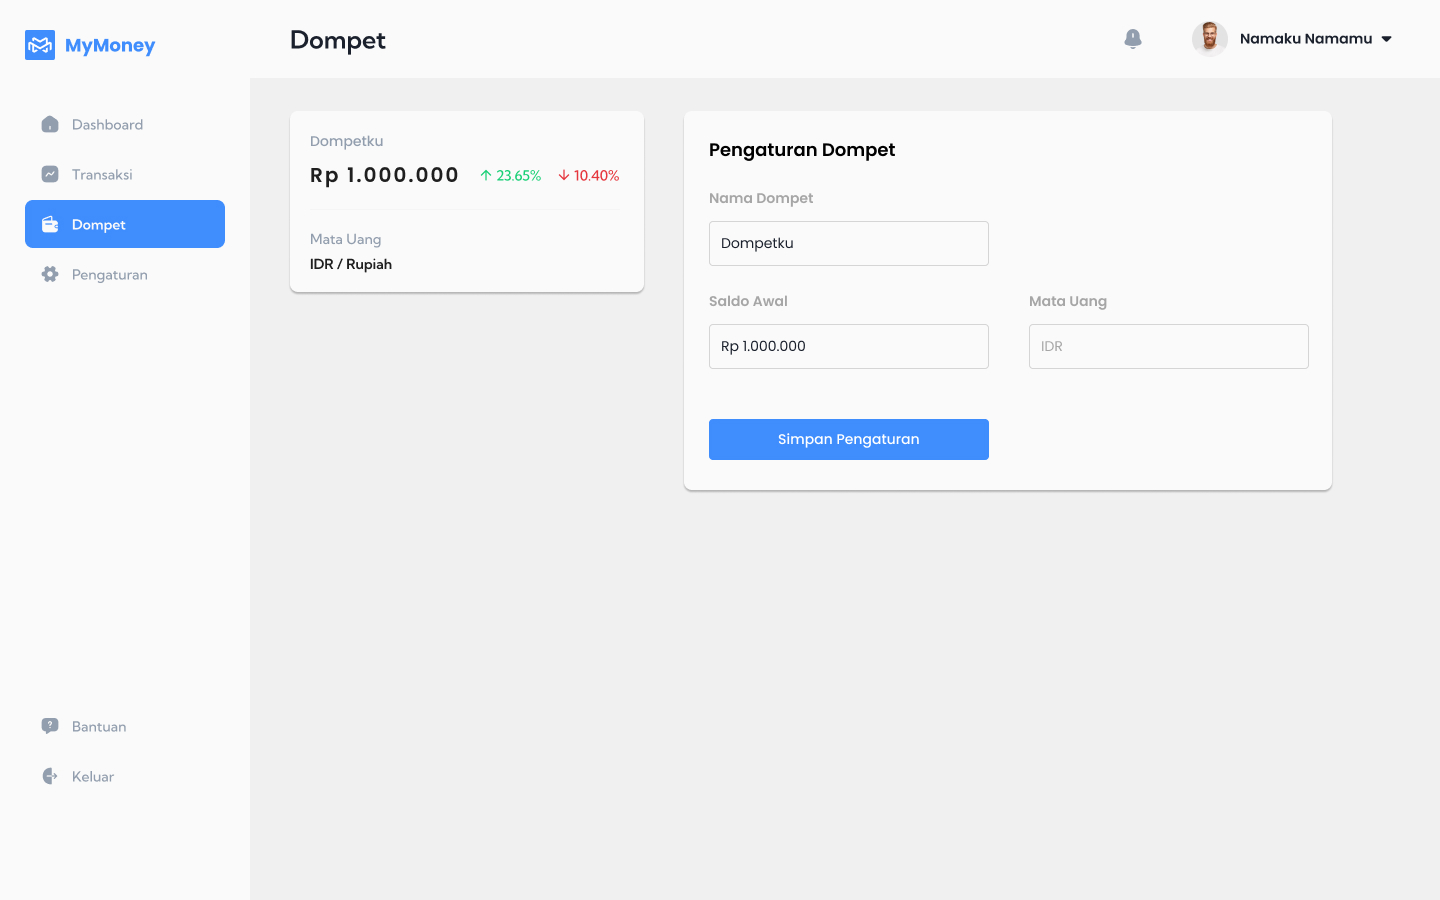 MyMoney
Dompet
Namaku Namamu
Dashboard
Transaksi
Dompet
Pengaturan
Bantuan
Keluar
Dompetku
Rp 1.000.000 ↑ 23.65% ↓ 10.40%
Mata Uang
IDR / Rupiah
Pengaturan Dompet
Nama Dompet
Dompetku
Saldo Awal
Rp 1.000.000
Mata Uang
IDR
Simpan Pengaturan